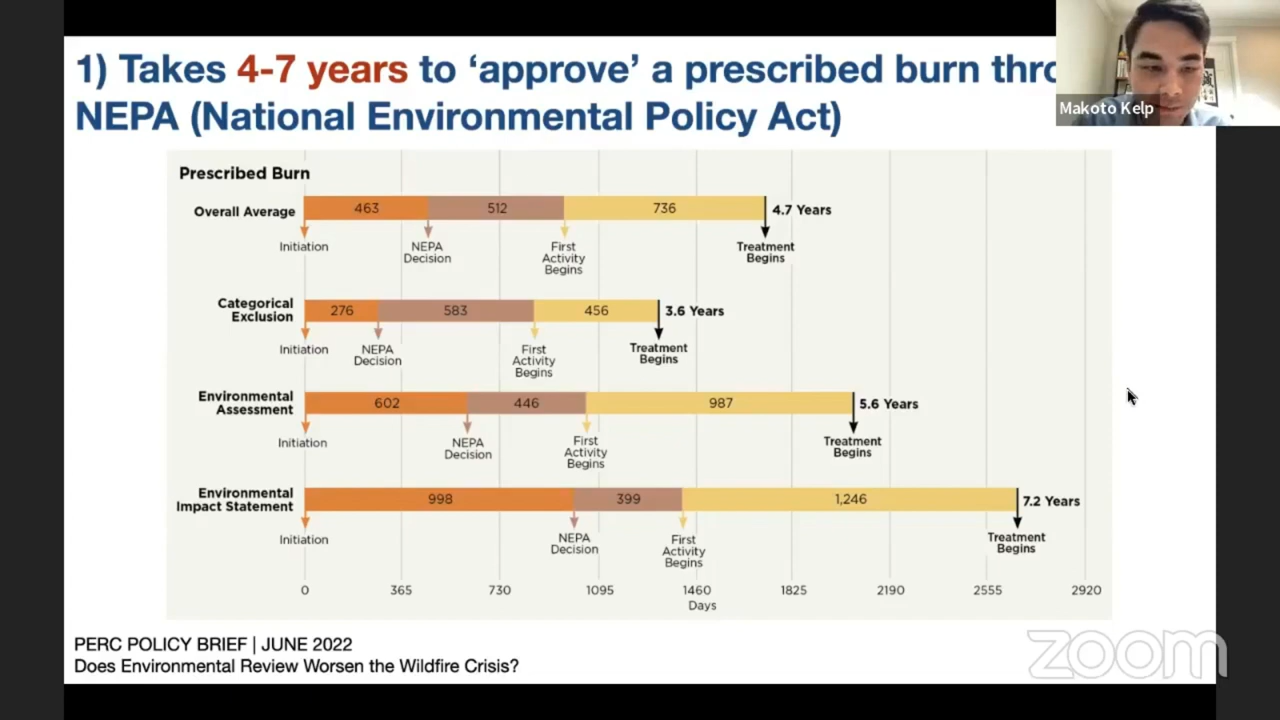 1) Takes 4-7 years to ‘approve’ a prescribed burn thro
NEPA (National Environmental Policy Act)
Makoto Kelp
Prescribed Burn
Overall Average
463
512
736
4.7 Years
Initiation
NEPA
Decision
First
Activity
Begins
Treatment
Begins
Categorical
Exclusion
276
583
456
3.6 Years
Initiation
NEPA
Decision
First
Activity
Begins
Treatment
Begins
Environmental
Assessment
602
446
987
5.6 Years
Initiation
NEPA
Decision
First
Activity
Begins
Treatment
Begins
Environmental
Impact Statement
998
399
1,246
7.2 Years
Initiation
NEPA
Decision
First
Activity
Begins
Treatment
Begins
0 365 730 1095 1460 1825 2190 2555 2920
Days
PERC POLICY BRIEF | JUNE 2022
Does Environmental Review Worsen the Wildfire Crisis?
zoom